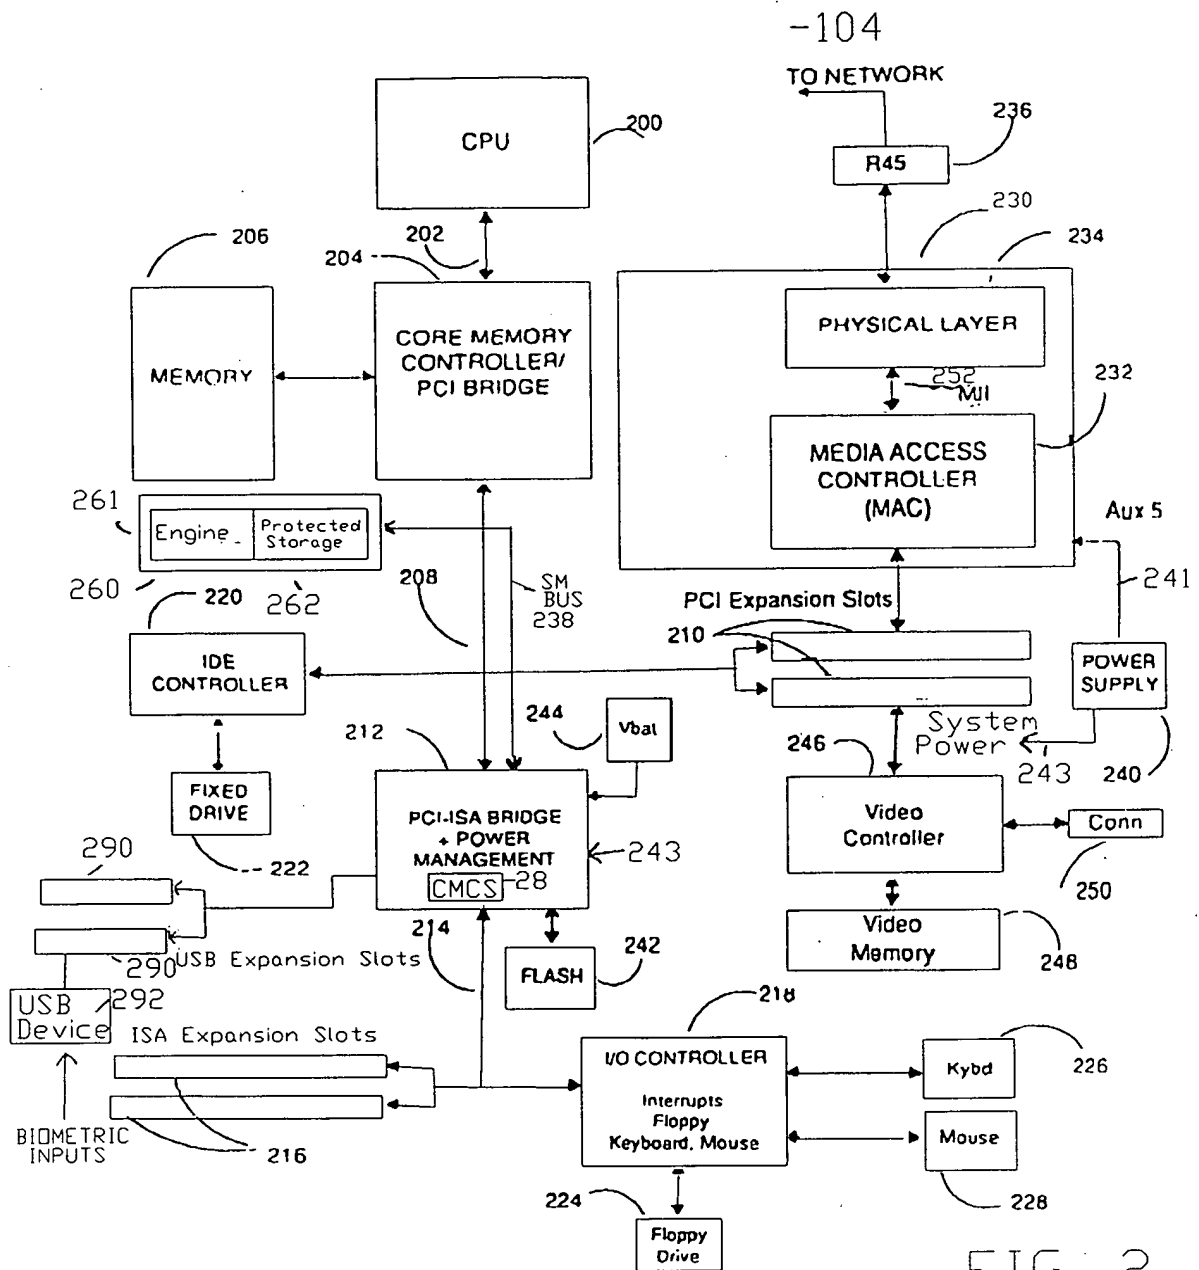 -104
TO NETWORK
CPU
200
236
R45
206
202
204
230
234
MEMORY
CORE MEMORY
CONTROLLER/
PCI BRIDGE
PHYSICAL LAYER
252
MII
232
MEDIA ACCESS
CONTROLLER
(MAC)
261
Engine
Protected
Storage
260
262
Aux 5
241
208
SM
BUS
238
PCI Expansion Slots
210
220
IDE
CONTROLLER
POWER
SUPPLY
244
Vbat
System
Power
243
240
212
246
FIXED
DRIVE
222
PCI-ISA BRIDGE
+ POWER
MANAGEMENT
CMCS
28
243
Video
Controller
Conn
250
290
290
USB Expansion Slots
214
FLASH
242
Video
Memory
248
USB
Device
292
ISA Expansion Slots
218
I/O CONTROLLER
Interrupts
Floppy
Keyboard, Mouse
Kybd
226
BIOMETRIC
INPUTS
216
Mouse
228
224
Floppy
Drive
FIG. 2